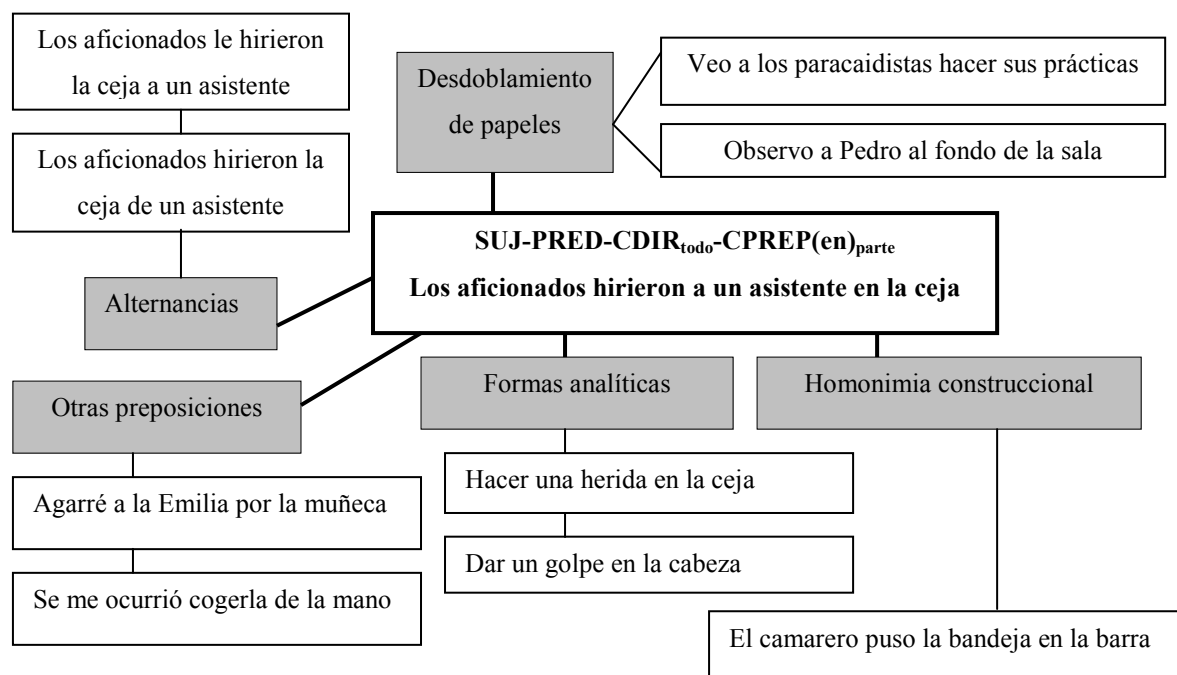 Los aficionados le hirieron
la ceja a un asistente
Los aficionados hirieron la
ceja de un asistente
Alternancias
Desdoblamiento
de papeles
Veo a los paracaidistas hacer sus prácticas
Observo a Pedro al fondo de la sala
SUJ-PRED-CDIRtodo-CPREP(en)parte
Los aficionados hirieron a un asistente en la ceja
Otras preposiciones
Agarré a la Emilia por la muñeca
Se me ocurrió cogerla de la mano
Formas analíticas
Hacer una herida en la ceja
Dar un golpe en la cabeza
Homonimia construccional
El camarero puso la bandeja en la barra